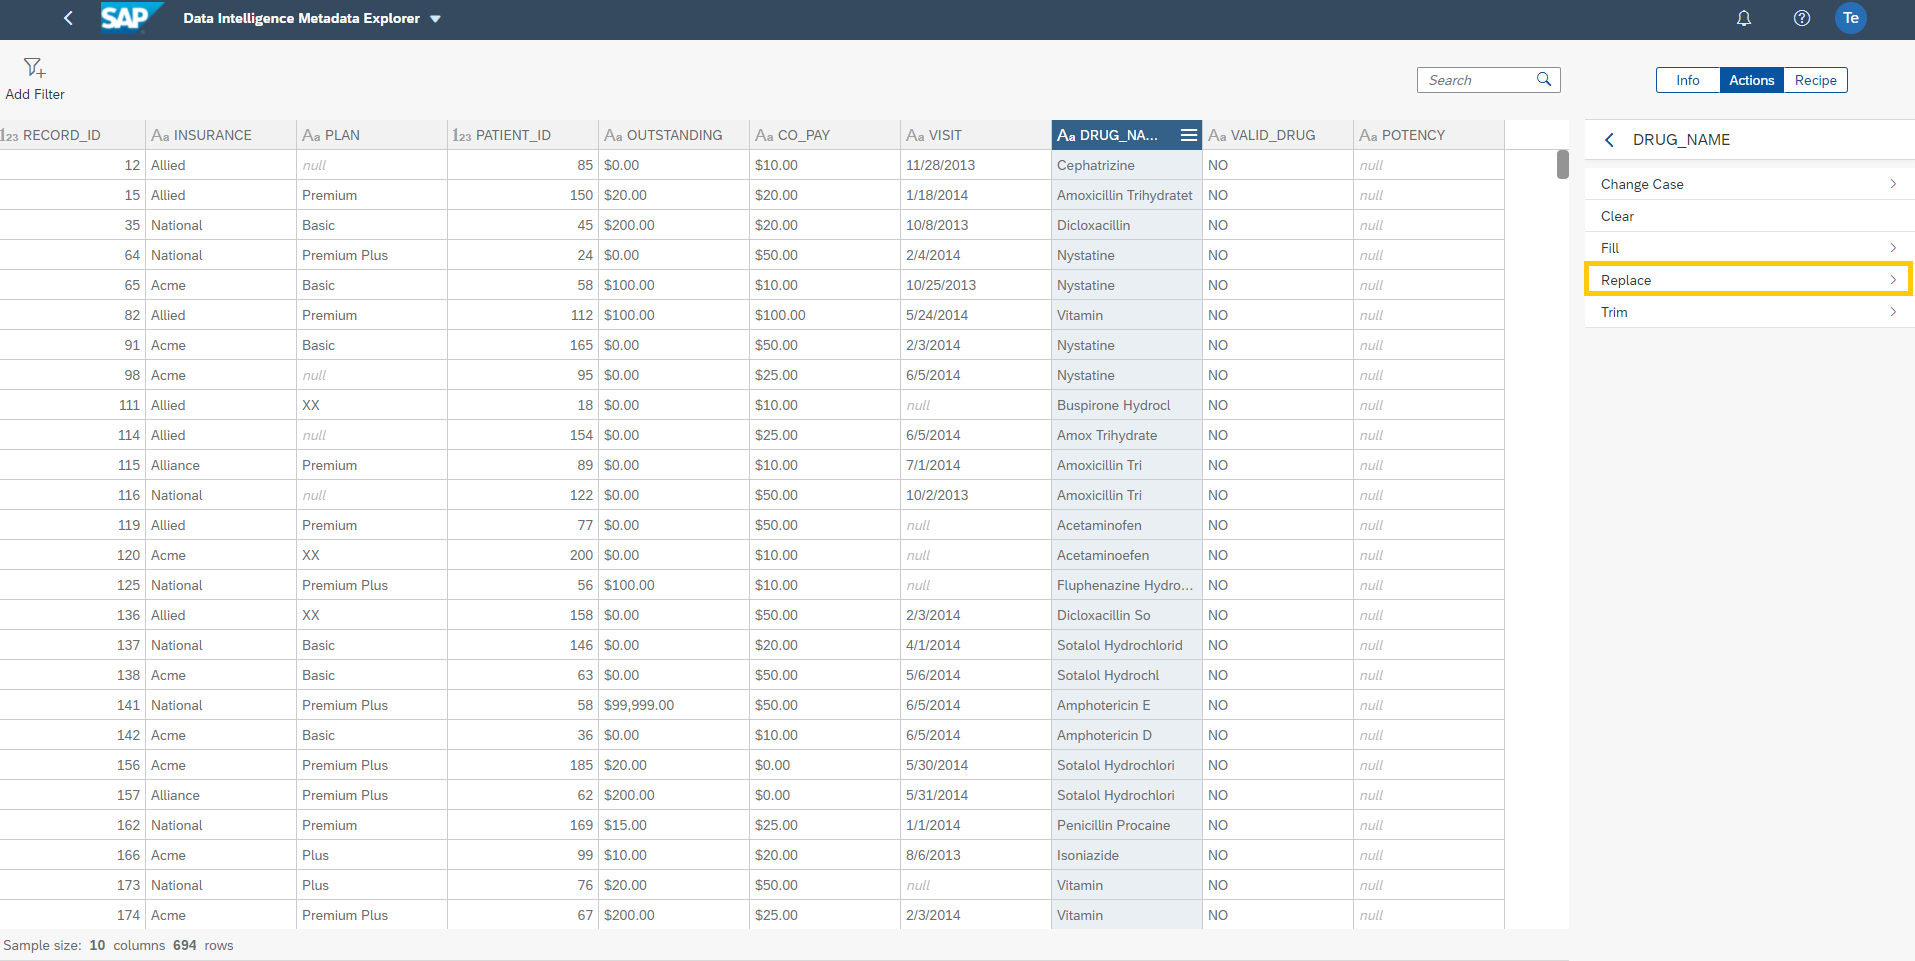 SAP Data Intelligence Metadata Explorer Te
Add Filter Search Info Actions Recipe
123 RECORD_ID Aa INSURANCE Aa PLAN 123 PATIENT_ID Aa OUTSTANDING Aa CO_PAY Aa VISIT Aa DRUG_NA... Aa VALID_DRUG Aa POTENCY
12 Allied null 85 $0.00 $10.00 11/28/2013 Cephatrizine NO null
15 Allied Premium 150 $20.00 $20.00 1/18/2014 Amoxicillin Trihydratet NO null
35 National Basic 45 $200.00 $20.00 10/8/2013 Dicloxacillin NO null
64 National Premium Plus 24 $0.00 $50.00 2/4/2014 Nystatine NO null
65 Acme Basic 58 $100.00 $10.00 10/25/2013 Nystatine NO null
82 Allied Premium 112 $100.00 $100.00 5/24/2014 Vitamin NO null
91 Acme Basic 165 $0.00 $50.00 2/3/2014 Nystatine NO null
98 Acme null 95 $0.00 $25.00 6/5/2014 Nystatine NO null
111 Allied XX 18 $0.00 $10.00 null Buspirone Hydrocl NO null
114 Allied null 154 $0.00 $25.00 6/5/2014 Amox Trihydrate NO null
115 Alliance Premium 89 $0.00 $10.00 7/1/2014 Amoxicillin Tri NO null
116 National null 122 $0.00 $50.00 10/2/2013 Amoxicillin Tri NO null
119 Allied Premium 77 $0.00 $50.00 null Acetaminofen NO null
120 Acme XX 200 $0.00 $10.00 null Acetaminoefen NO null
125 National Premium Plus 56 $100.00 $10.00 null Fluphenazine Hydro... NO null
136 Allied XX 158 $0.00 $50.00 2/3/2014 Dicloxacillin So NO null
137 National Basic 146 $0.00 $20.00 4/1/2014 Sotalol Hydrochlorid NO null
138 Acme Basic 63 $0.00 $50.00 5/6/2014 Sotalol Hydrochl NO null
141 National Premium Plus 58 $99,999.00 $50.00 6/5/2014 Amphotericin E NO null
142 Acme Basic 36 $0.00 $10.00 6/5/2014 Amphotericin D NO null
156 Acme Premium Plus 185 $20.00 $0.00 5/30/2014 Sotalol Hydrochlori NO null
157 Alliance Premium Plus 62 $200.00 $0.00 5/31/2014 Sotalol Hydrochlori NO null
162 National Premium 169 $15.00 $25.00 1/1/2014 Penicillin Procaine NO null
166 Acme Plus 99 $10.00 $20.00 8/6/2013 Isoniazide NO null
173 National Plus 76 $20.00 $50.00 null Vitamin NO null
174 Acme Premium Plus 67 $200.00 $25.00 2/3/2014 Vitamin NO null
Sample size: 10 columns 694 rows
DRUG_NAME
Change Case
Clear
Fill
Replace
Trim